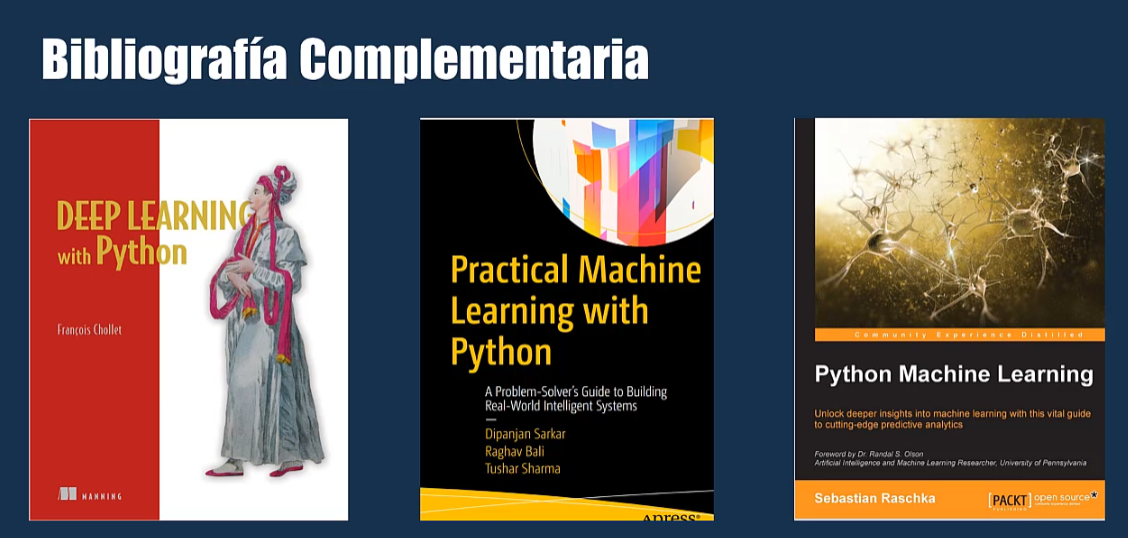 Bibliografía Complementaria
DEEP LEARNING
with Python
François Chollet
MANNING
Practical Machine
Learning with
Python
A Problem-Solver's Guide to Building
Real-World Intelligent Systems
Dipanjan Sarkar
Raghav Bali
Tushar Sharma
Apress®
Community Experience Distilled
Python Machine Learning
Unlock deeper insights into machine learning with this vital guide
to cutting-edge predictive analytics
Foreword by Dr. Randal S. Olson
Artificial Intelligence and Machine Learning Researcher, University of Pennsylvania
Sebastian Raschka
[PACKT] open source*
PUBLISHING